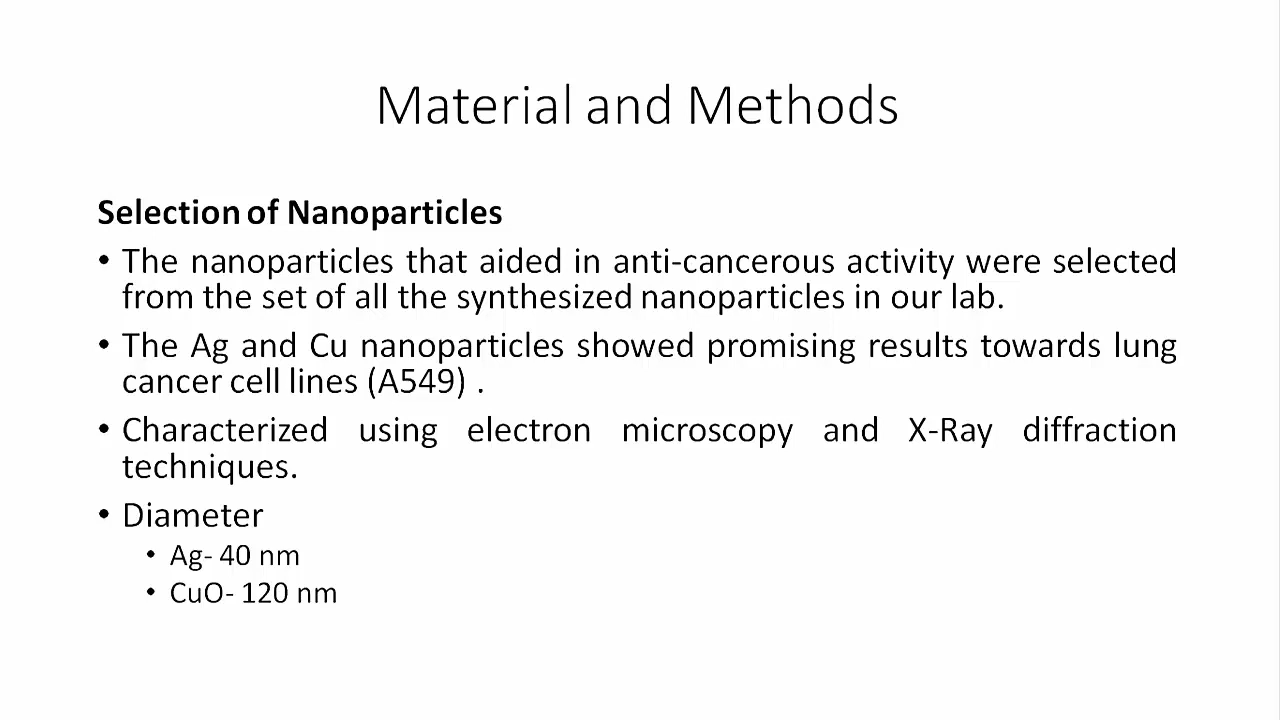 Material and Methods
Selection of Nanoparticles
• The nanoparticles that aided in anti-cancerous activity were selected
from the set of all the synthesized nanoparticles in our lab.
• The Ag and Cu nanoparticles showed promising results towards lung
cancer cell lines (A549) .
• Characterized using electron microscopy and X-Ray diffraction
techniques.
• Diameter
• Ag- 40 nm
• CuO- 120 nm